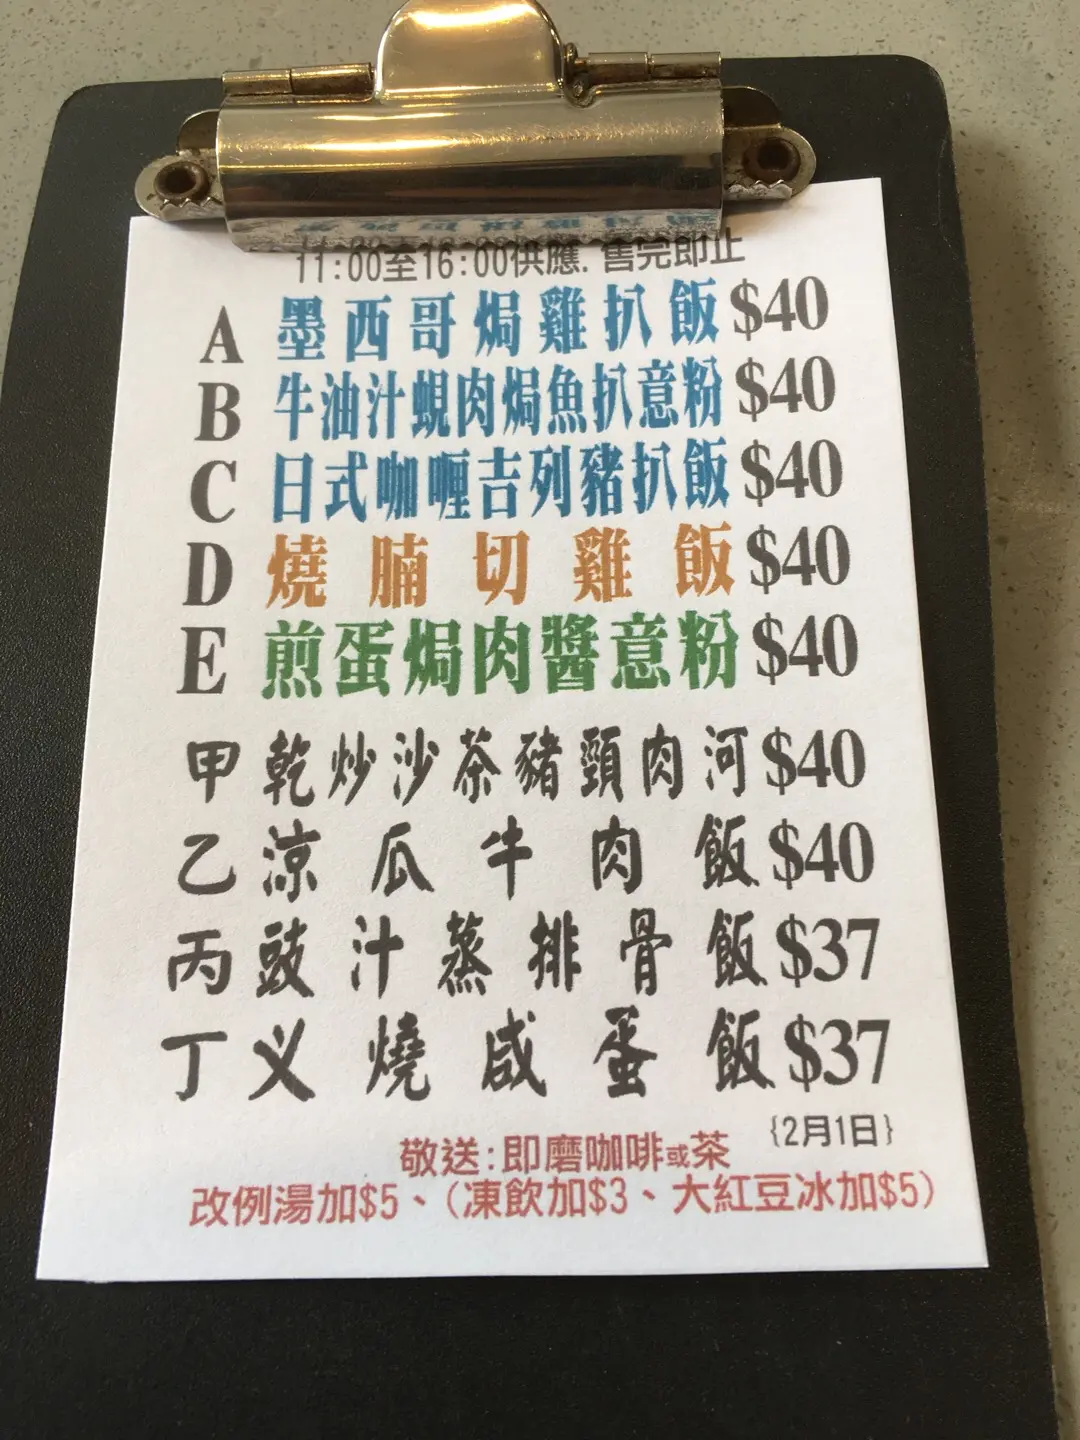 11:00至16:00供應. 售完即止
A 墨西哥焗雞扒飯 $40
B 牛油汁蜆肉焗魚扒意粉 $40
C 日式咖喱吉列豬扒飯 $40
D 燒腩切雞飯 $40
E 煎蛋焗肉醬意粉 $40
甲 乾炒沙茶豬頸肉河 $40
乙 涼瓜牛肉飯 $40
丙 豉汁蒸排骨飯 $37
丁 义燒咸蛋飯 $37
{2月1日}
敬送:即磨咖啡或茶
改例湯加$5、(凍飲加$3、大紅豆冰加$5)